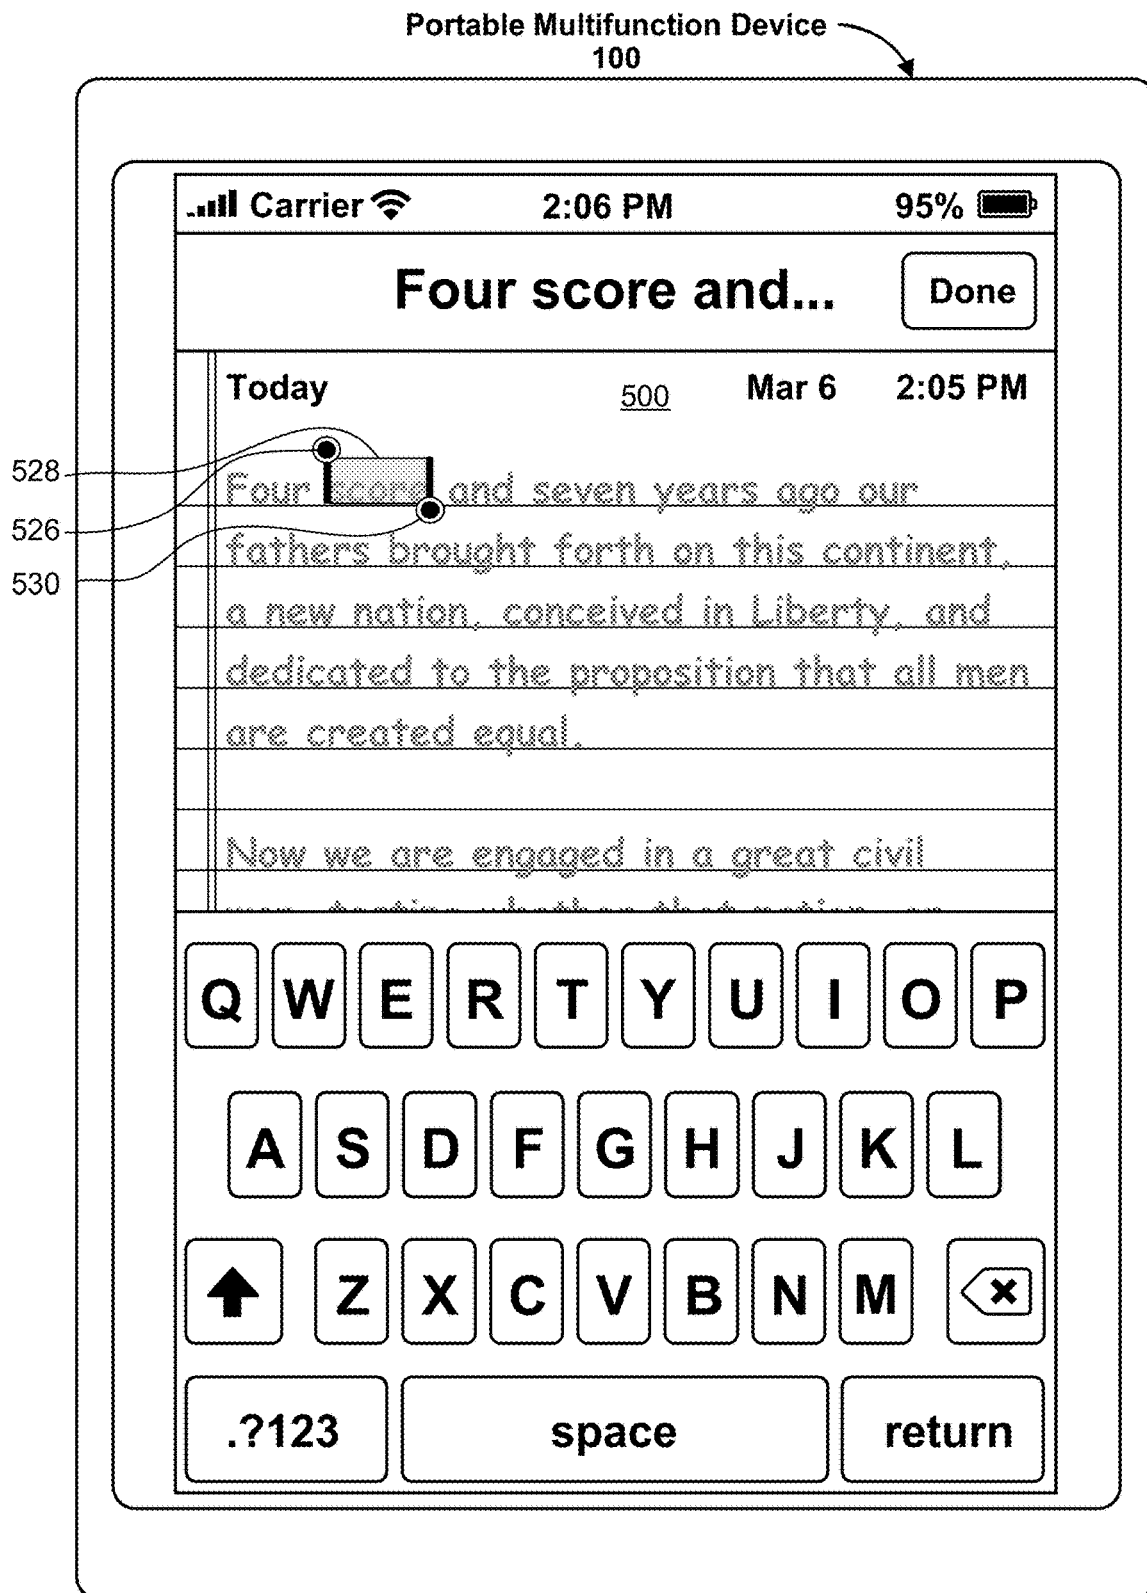 Portable Multifunction Device
100
Carrier 2:06 PM 95%
Four score and... Done
Today 500 Mar 6 2:05 PM
528
526
530
Four score and seven years ago our
fathers brought forth on this continent,
a new nation, conceived in Liberty, and
dedicated to the proposition that all men
are created equal.
Now we are engaged in a great civil
Q W E R T Y U I O P
A S D F G H J K L
Z X C V B N M
.?123 space return